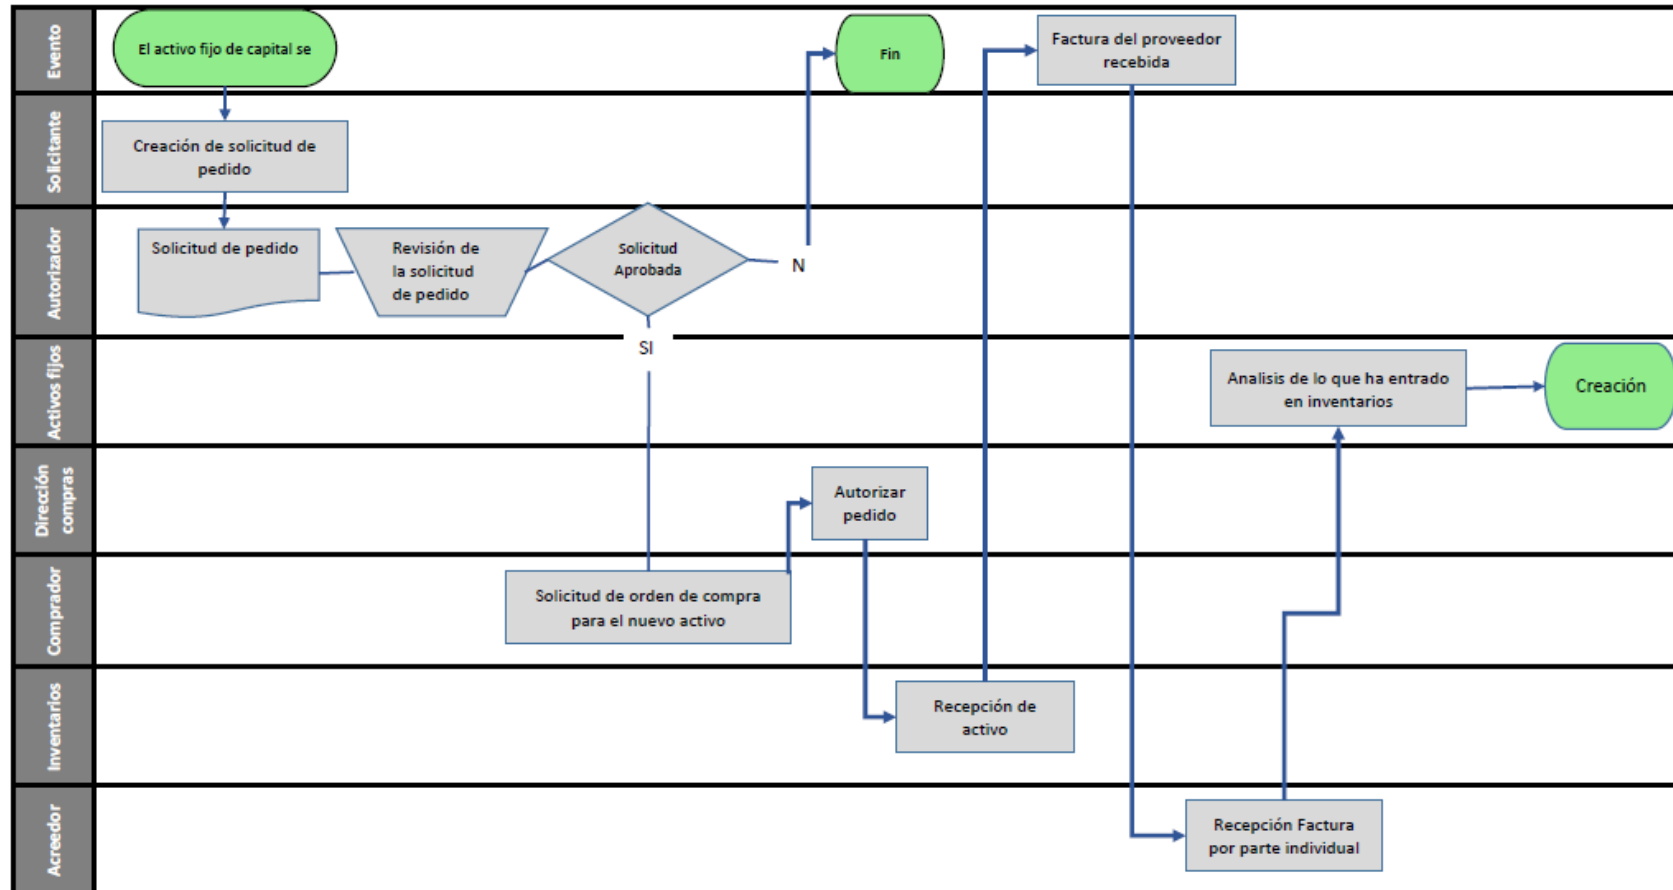 Evento
El activo fijo de capital se
Fin
Factura del proveedor
recebida
Solicitante
Creación de solicitud de
pedido
Autorizador
Solicitud de pedido
Revisión de
la solicitud
de pedido
Solicitud
Aprobada
N
SI
Activos fijos
Analisis de lo que ha entrado
en inventarios
Creación
Dirección
compras
Autorizar
pedido
Comprador
Solicitud de orden de compra
para el nuevo activo
Inventarios
Recepción de
activo
Acreedor
Recepción Factura
por parte individual